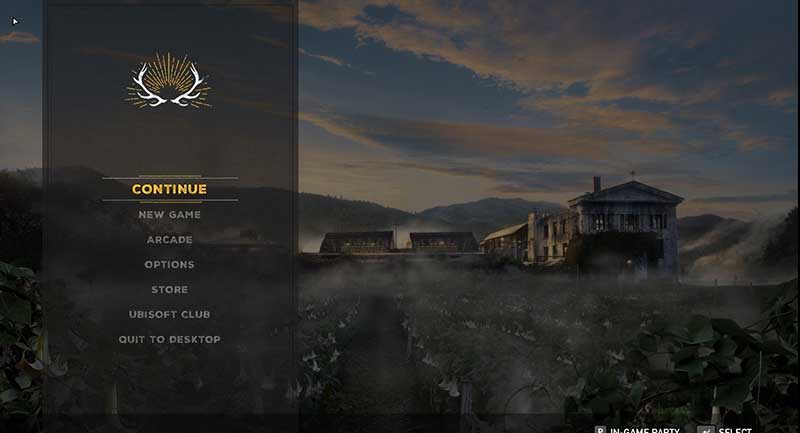 CONTINUE
NEW GAME
ARCADE
OPTIONS
STORE
UBISOFT CLUB
QUIT TO DESKTOP
P IN-GAME PARTY ↵ SELECT